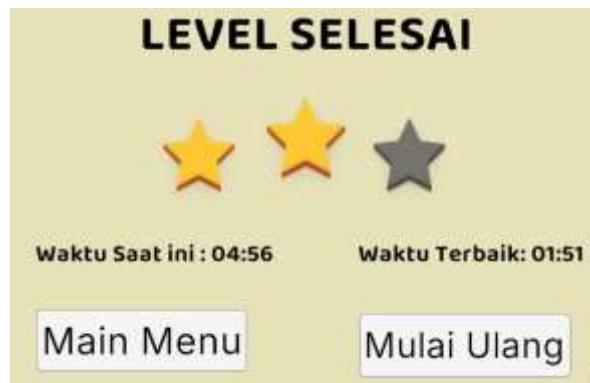 LEVEL SELESAI
Waktu Saat ini : 04:56
Waktu Terbaik: 01:51
Main Menu
Mulai Ulang